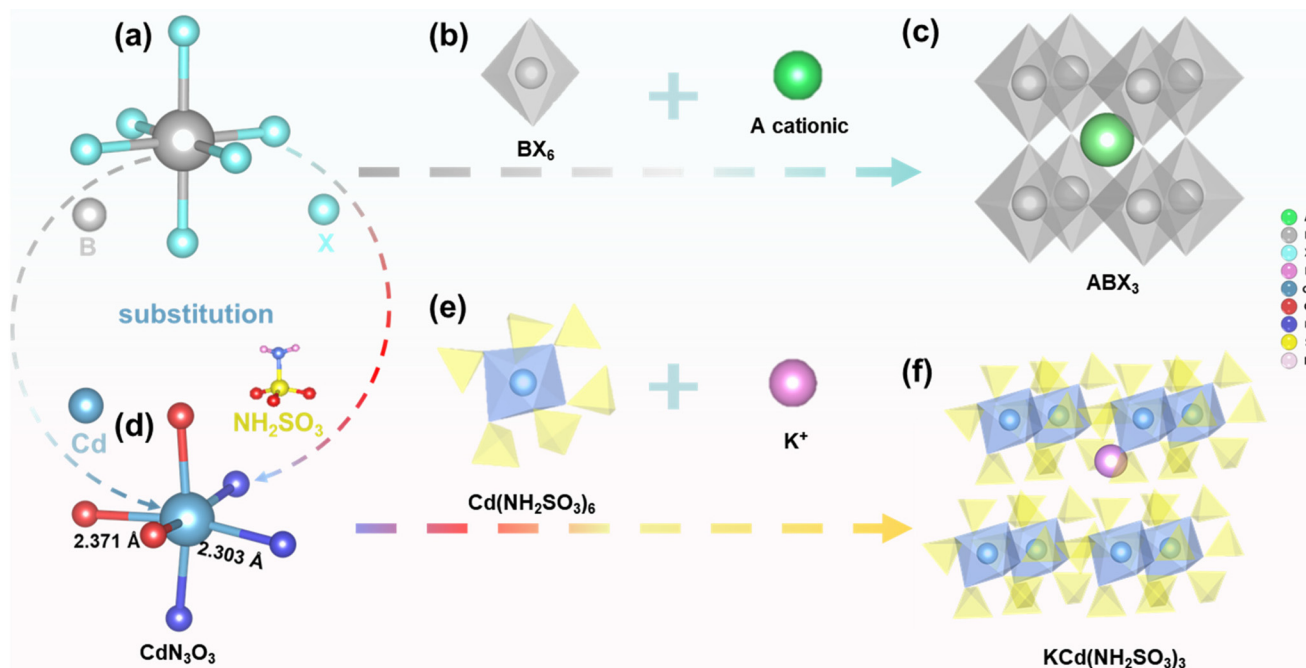 (a)
(b)
(c)
BX₆
A cationic
B
X
ABX₃
substitution
(e)
NH₂SO₃
Cd
(d)
K⁺
(f)
2.371 Å
2.303 Å
Cd(NH₂SO₃)₆
CdN₃O₃
KCd(NH₂SO₃)₃